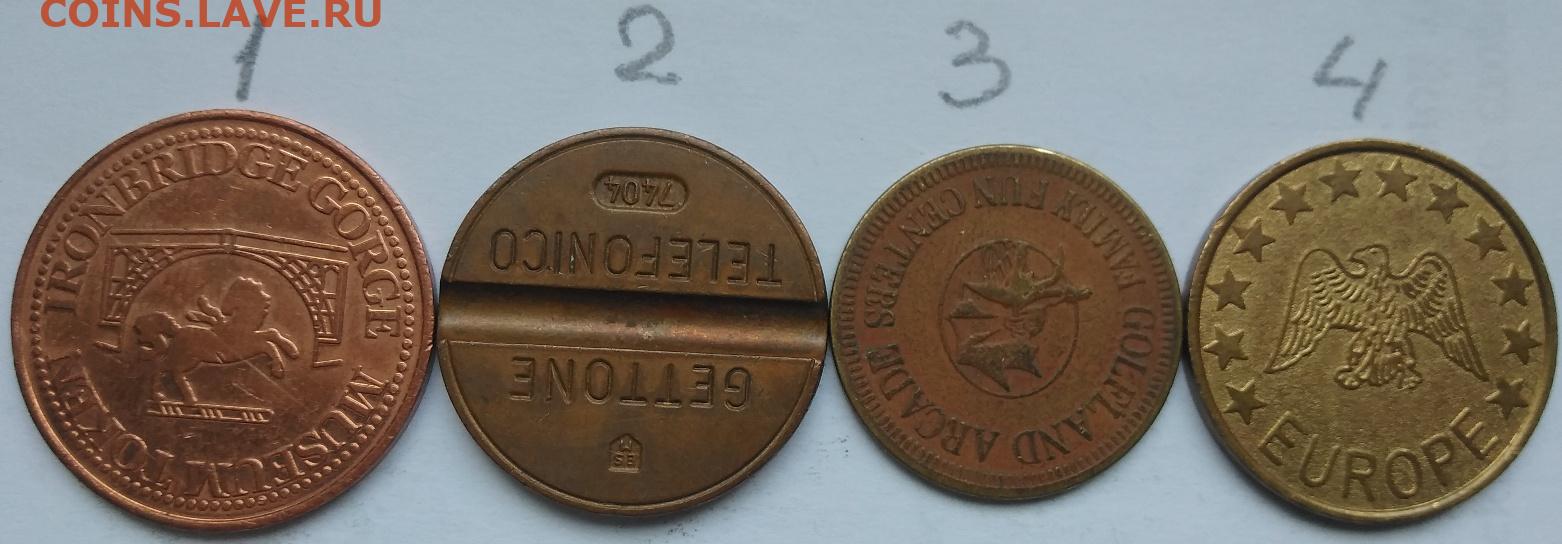 COINS.LAVE.RU
1 2 3 4
IRONBRIDGE GORGE
MUSEUM TOKEN
GETTONE
TELEFONICO
7404
ESM
GOLFLAND ARCADE
FAMILY FUN CENTERS
EUROPE